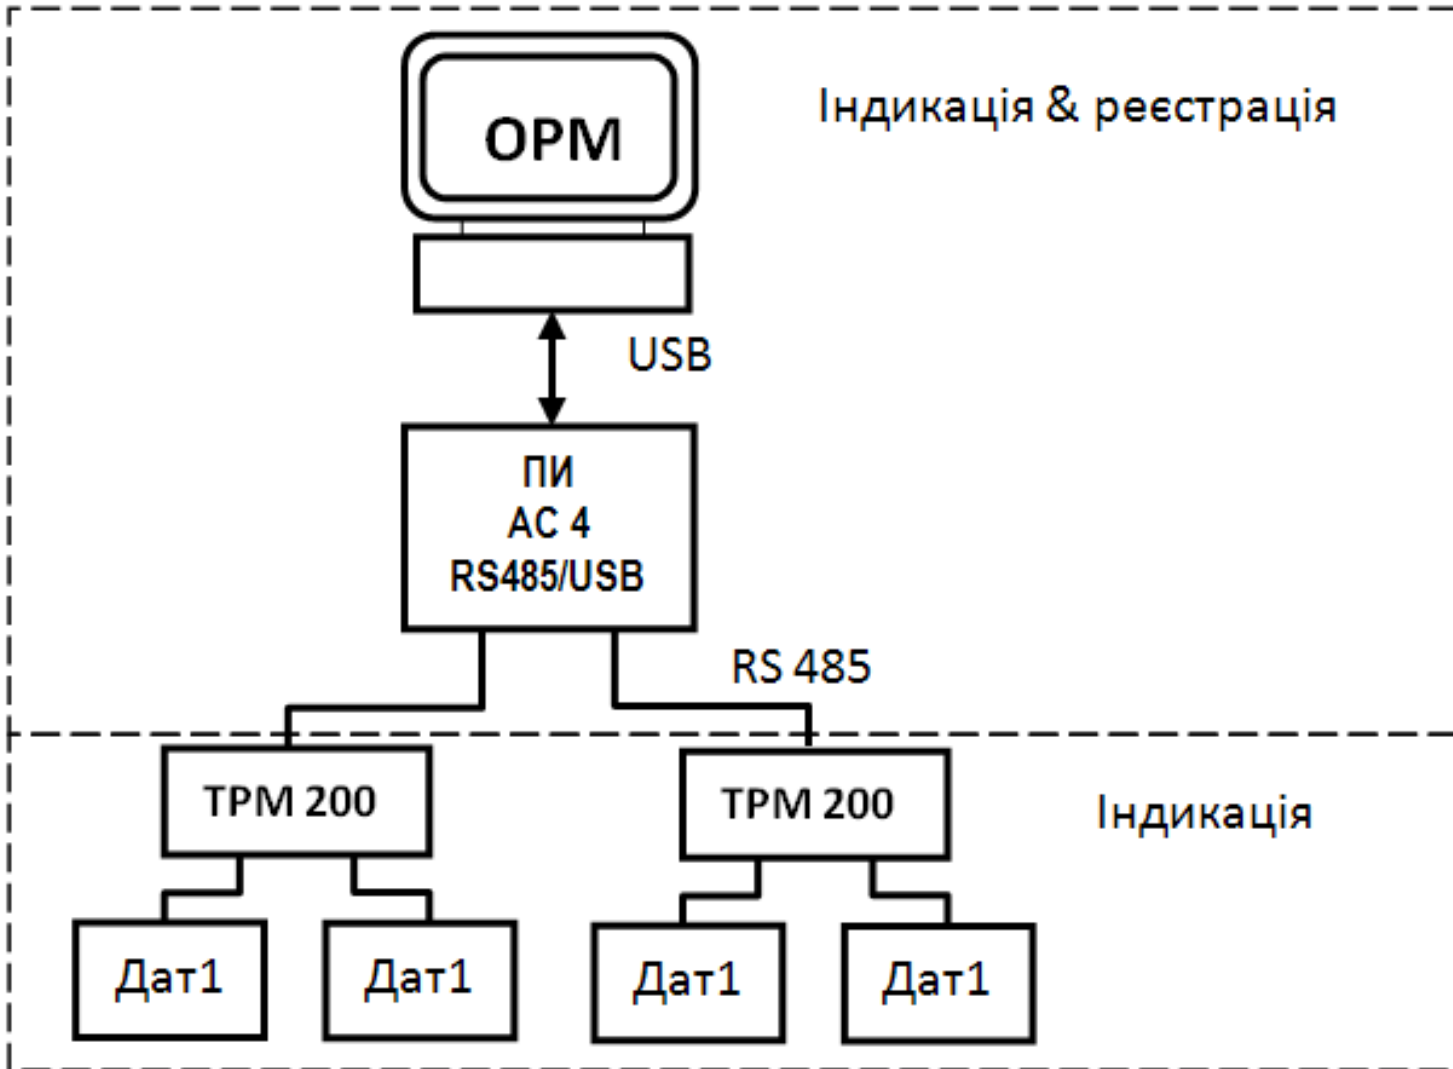 ОРМ
Індикація & реєстрація
USB
ПИ
АС 4
RS485/USB
RS 485
ТРМ 200
ТРМ 200
Індикація
Дат1
Дат1
Дат1
Дат1